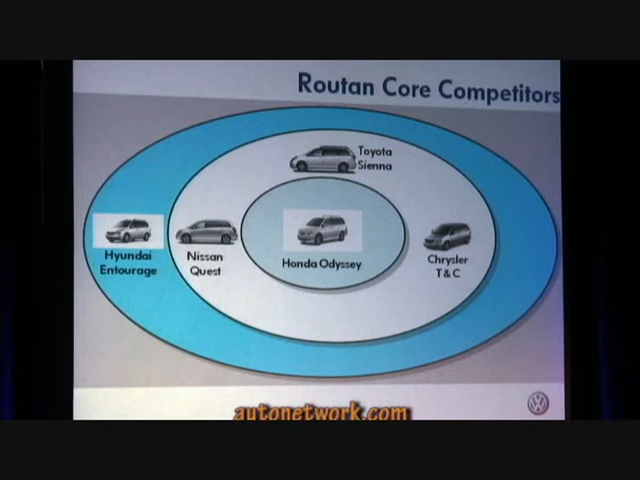 Routan Core Competitors
Toyota
Sienna
Hyundai
Entourage
Nissan
Quest
Honda Odyssey
Chrysler
T & C
autonetwork.com